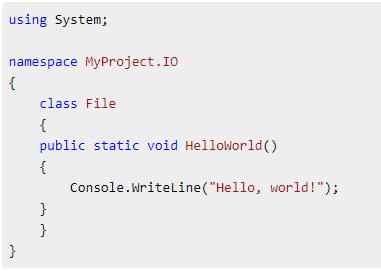 using System;

namespace MyProject.IO
{
    class File
    {
    public static void HelloWorld()
    {
        Console.WriteLine("Hello, world!");
    }
    }
}